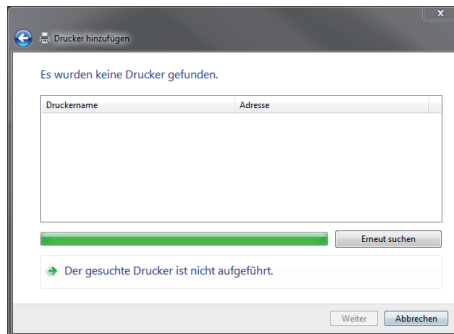 Drucker hinzufügen
Es wurden keine Drucker gefunden.
Druckername Adresse
Erneut suchen
Der gesuchte Drucker ist nicht aufgeführt.
Weiter Abbrechen